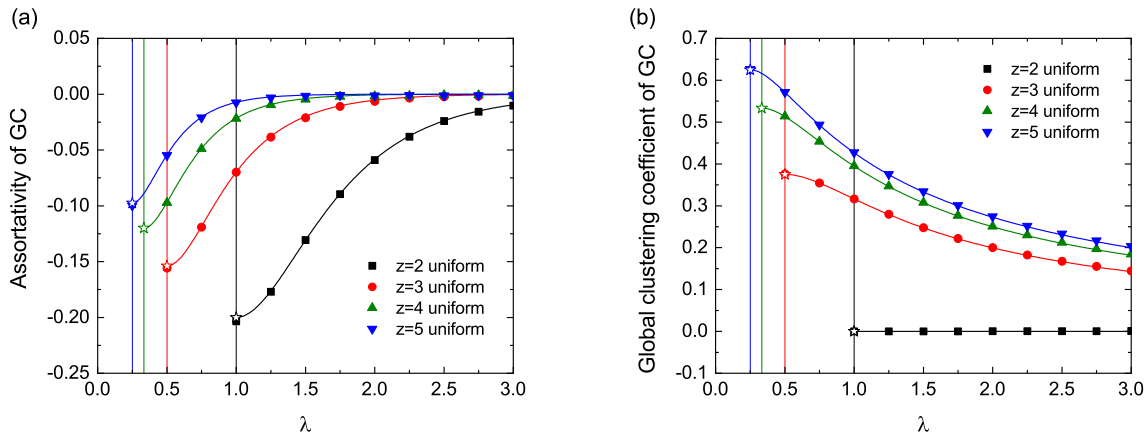 (a)
Assortativity of GC
0.05
0.00
-0.05
-0.10
-0.15
-0.20
-0.25
0.0
0.5
1.0
1.5
2.0
2.5
3.0
λ
z=2 uniform
z=3 uniform
z=4 uniform
z=5 uniform
(b)
Global clustering coefficient of GC
0.7
0.6
0.5
0.4
0.3
0.2
0.1
0.0
-0.1
0.0
0.5
1.0
1.5
2.0
2.5
3.0
λ
z=2 uniform
z=3 uniform
z=4 uniform
z=5 uniform